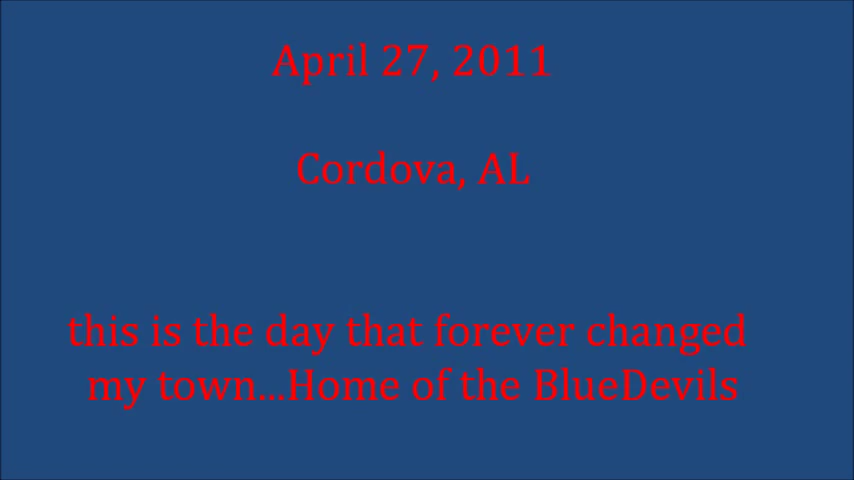 April 27, 2011
Cordova, AL
this is the day that forever changed
my town...Home of the BlueDevils